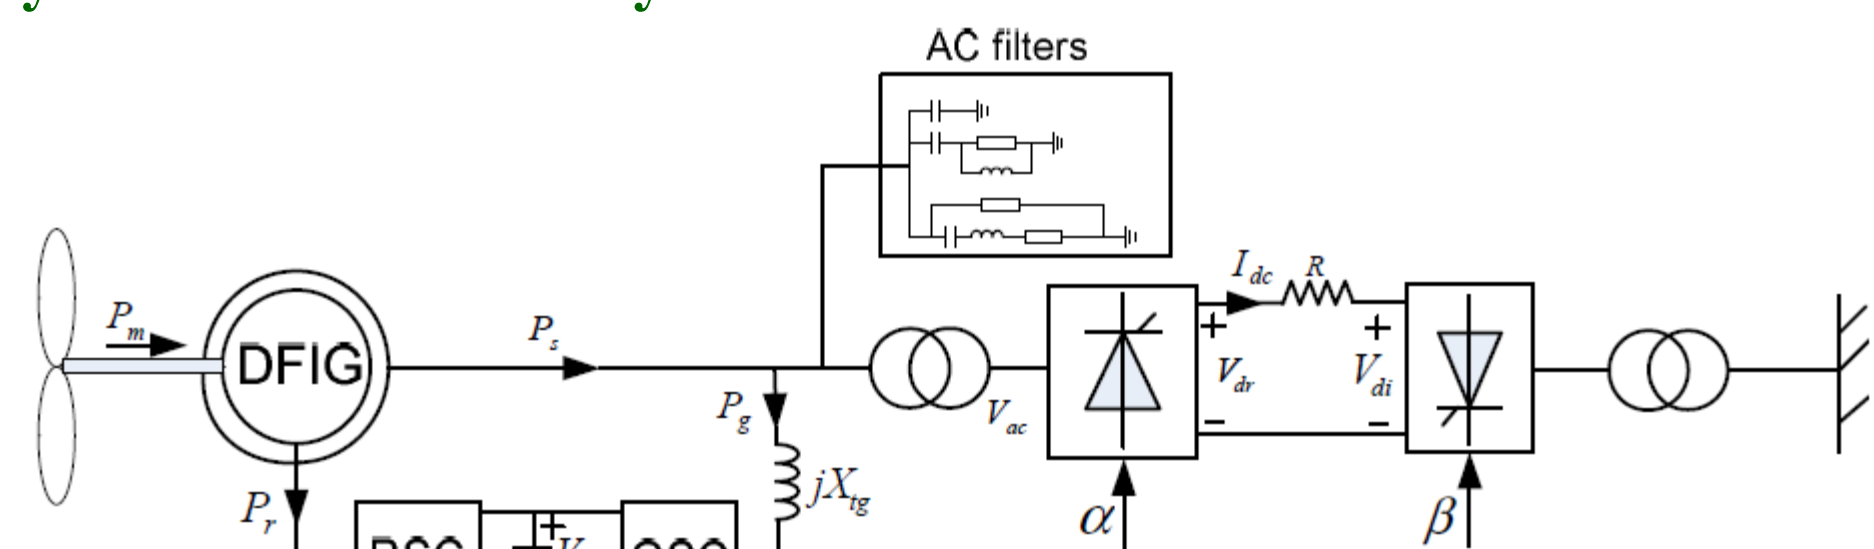 AC filters
I_dc
R
P_m
P_s
DFIG
+
+
V_dr
V_di
P_g
V_ac
−
−
jX_tg
P_r
α
β
+